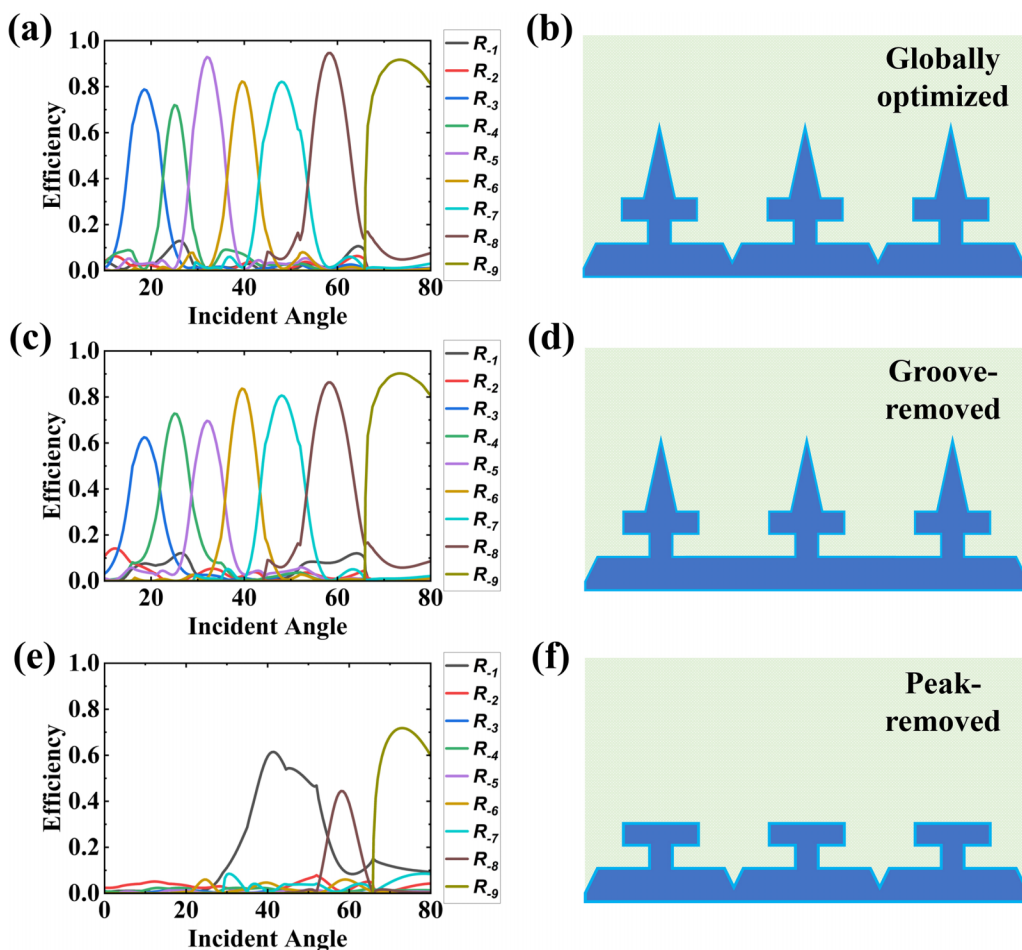 (a)
1.0
0.8
0.6
0.4
0.2
0.0
Efficiency
20
40
60
80
Incident Angle
R-1
R-2
R-3
R-4
R-5
R-6
R-7
R-8
R-9
(b)
Globally
optimized
(c)
1.0
0.8
0.6
0.4
0.2
0.0
Efficiency
20
40
60
80
Incident Angle
R-1
R-2
R-3
R-4
R-5
R-6
R-7
R-8
R-9
(d)
Groove-
removed
(e)
1.0
0.8
0.6
0.4
0.2
0.0
Efficiency
0
20
40
60
80
Incident Angle
R-1
R-2
R-3
R-4
R-5
R-6
R-7
R-8
R-9
(f)
Peak-
removed